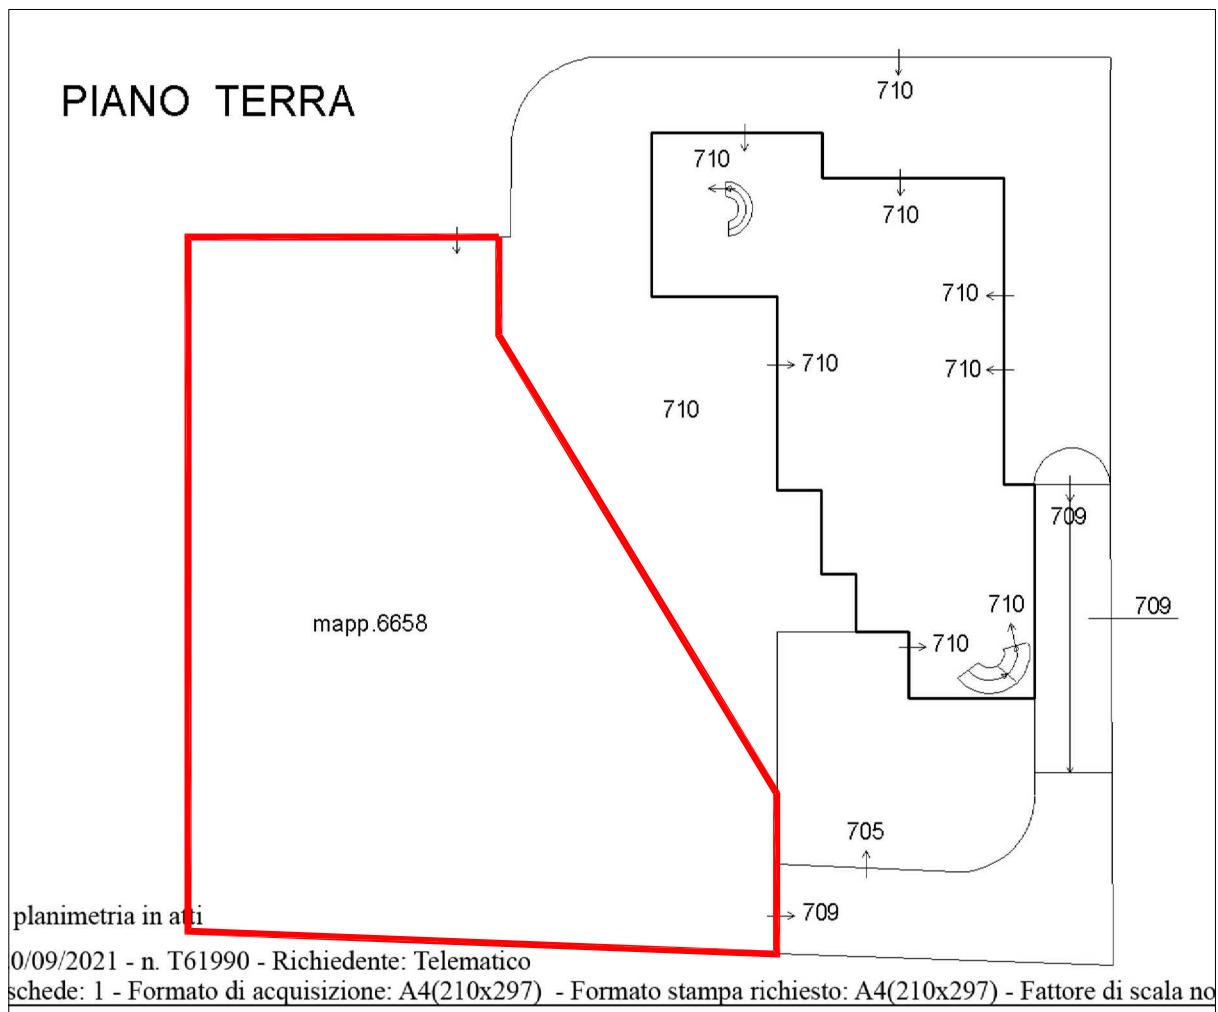 PIANO TERRA
710
710
710
710
710
710
710
709
mapp.6658
710
709
710
705
709
planimetria in atti
0/09/2021 - n. T61990 - Richiedente: Telematico
schede: 1 - Formato di acquisizione: A4(210x297) - Formato stampa richiesto: A4(210x297) - Fattore di scala no